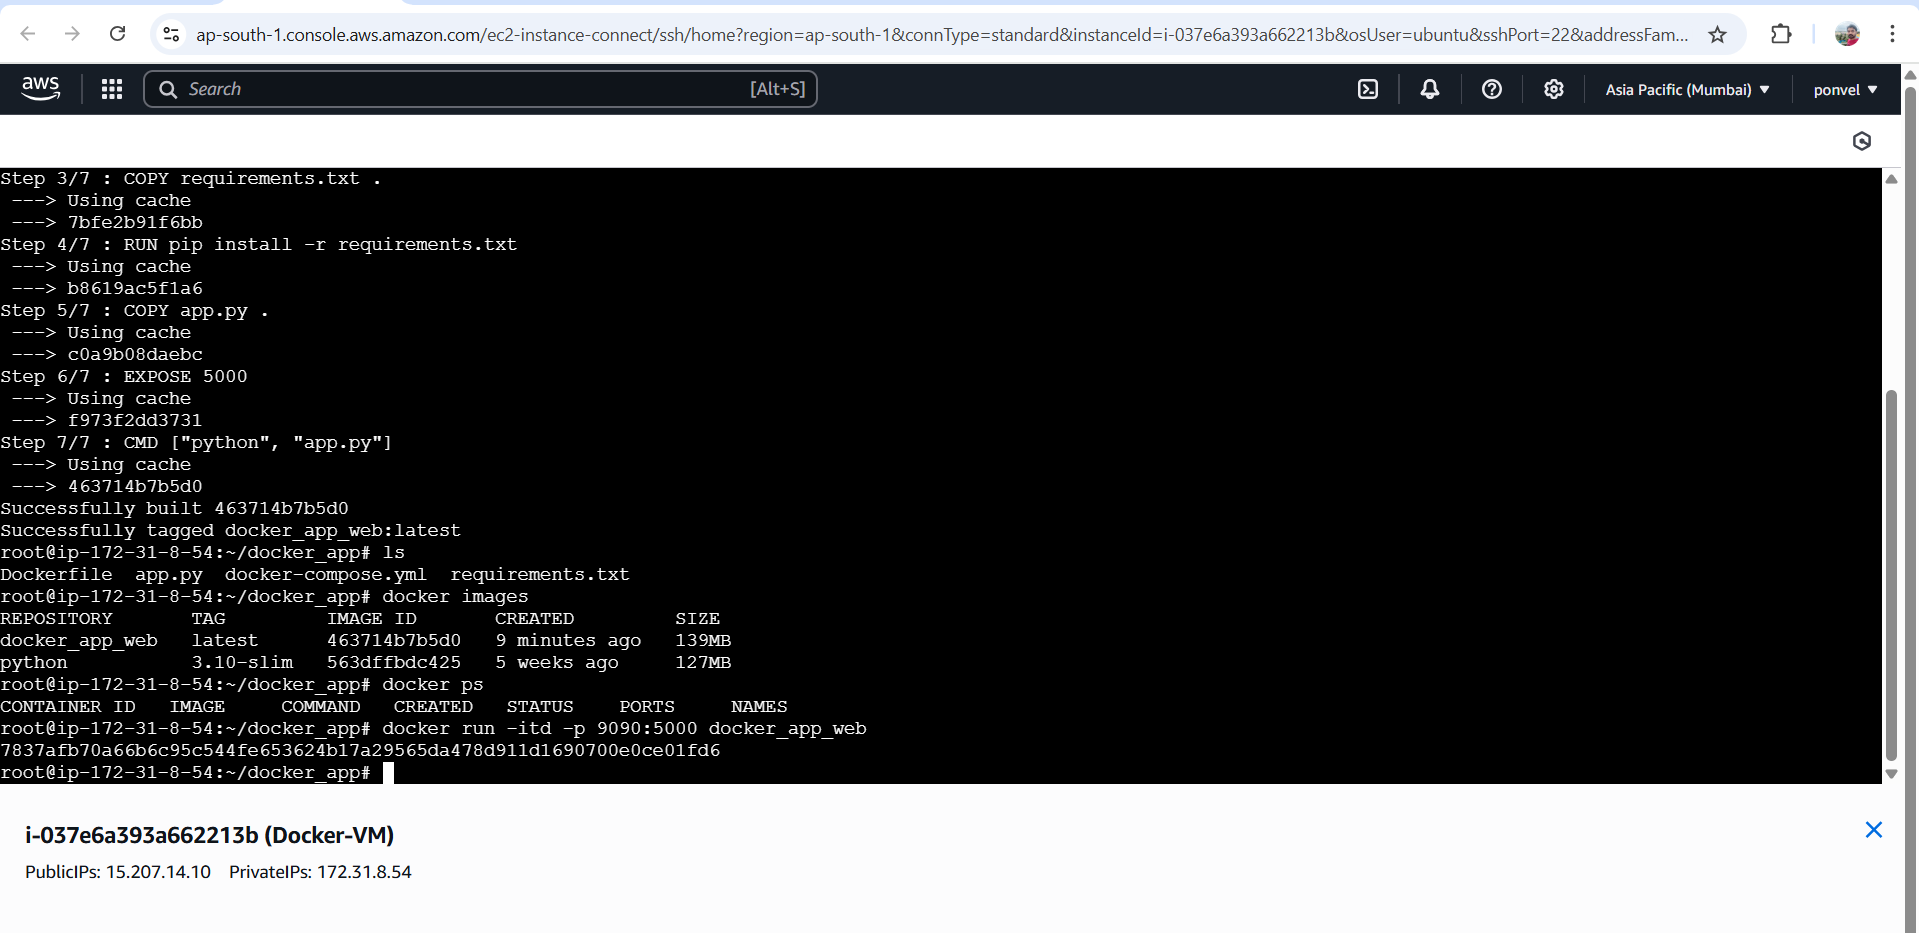 ap-south-1.console.aws.amazon.com/ec2-instance-connect/ssh/home?region=ap-south-1&connType=standard&instanceId=i-037e6a393a662213b&osUser=ubuntu&sshPort=22&addressFam...
aws Search [Alt+S] Asia Pacific (Mumbai) ponvel
Step 3/7 : COPY requirements.txt .
---> Using cache
---> 7bfe2b91f6bb
Step 4/7 : RUN pip install -r requirements.txt
---> Using cache
---> b8619ac5f1a6
Step 5/7 : COPY app.py .
---> Using cache
---> c0a9b08daebc
Step 6/7 : EXPOSE 5000
---> Using cache
---> f973f2dd3731
Step 7/7 : CMD ["python", "app.py"]
---> Using cache
---> 463714b7b5d0
Successfully built 463714b7b5d0
Successfully tagged docker_app_web:latest
root@ip-172-31-8-54:~/docker_app# ls
Dockerfile app.py docker-compose.yml requirements.txt
root@ip-172-31-8-54:~/docker_app# docker images
REPOSITORY TAG IMAGE ID CREATED SIZE
docker_app_web latest 463714b7b5d0 9 minutes ago 139MB
python 3.10-slim 563dffbdc425 5 weeks ago 127MB
root@ip-172-31-8-54:~/docker_app# docker ps
CONTAINER ID IMAGE COMMAND CREATED STATUS PORTS NAMES
root@ip-172-31-8-54:~/docker_app# docker run -itd -p 9090:5000 docker_app_web
7837afb70a66b6c95c544fe653624b17a29565da478d911d1690700e0ce01fd6
root@ip-172-31-8-54:~/docker_app#
i-037e6a393a662213b (Docker-VM)
PublicIPs: 15.207.14.10 PrivateIPs: 172.31.8.54